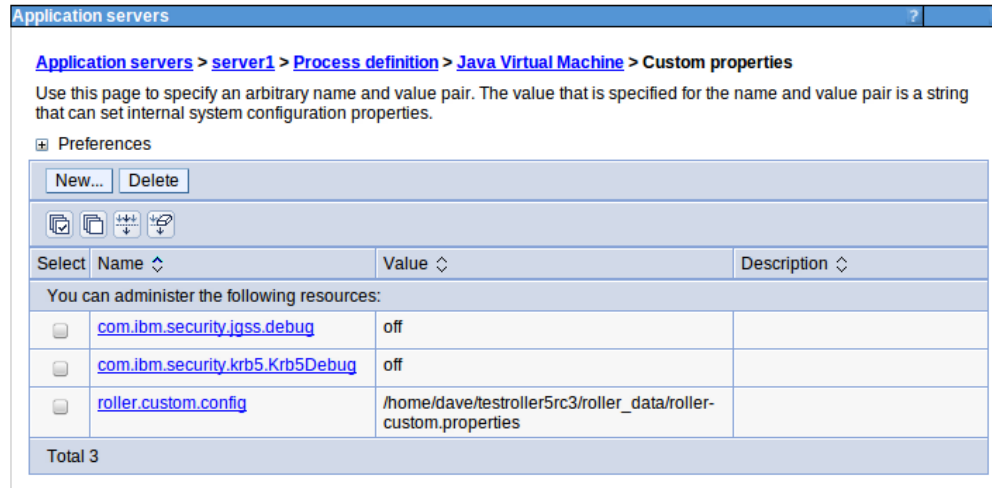 Application servers ?
Application servers > server1 > Process definition > Java Virtual Machine > Custom properties
Use this page to specify an arbitrary name and value pair. The value that is specified for the name and value pair is a string
that can set internal system configuration properties.
Preferences
New... Delete
Select Name Value Description
You can administer the following resources:
com.ibm.security.jgss.debug off
com.ibm.security.krb5.Krb5Debug off
roller.custom.config /home/dave/testroller5rc3/roller_data/roller-
custom.properties
Total 3